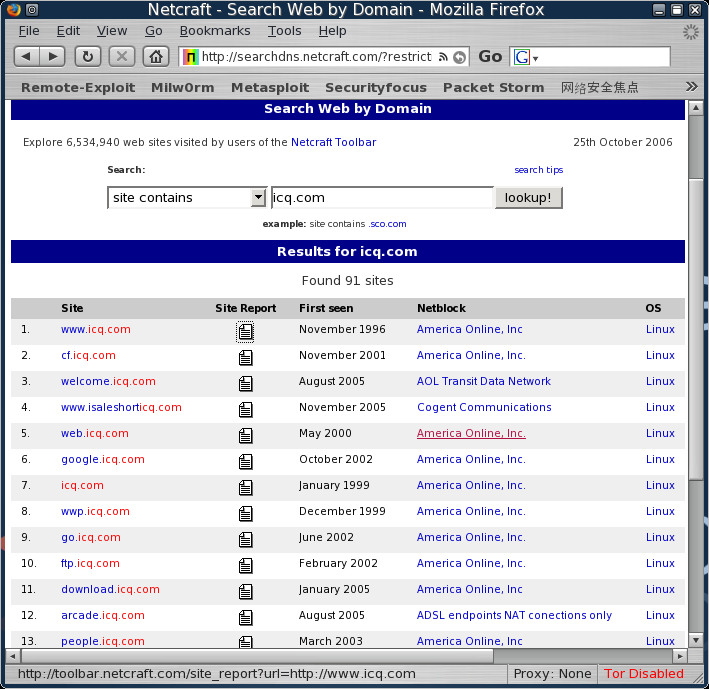 Netcraft - Search Web by Domain - Mozilla Firefox
File Edit View Go Bookmarks Tools Help
http://searchdns.netcraft.com/?restrict Go G
Remote-Exploit Milw0rm Metasploit Securityfocus Packet Storm 网络安全焦点
Search Web by Domain
Explore 6,534,940 web sites visited by users of the Netcraft Toolbar 25th October 2006
Search: search tips
site contains icq.com lookup!
example: site contains .sco.com
Results for icq.com
Found 91 sites
Site Site Report First seen Netblock OS
1. www.icq.com November 1996 America Online, Inc Linux
2. cf.icq.com November 2001 America Online, Inc. Linux
3. welcome.icq.com August 2005 AOL Transit Data Network Linux
4. www.isaleshorticq.com November 2005 Cogent Communications Linux
5. web.icq.com May 2000 America Online, Inc. Linux
6. google.icq.com October 2002 America Online, Inc. Linux
7. icq.com January 1999 America Online, Inc. Linux
8. wwp.icq.com December 1999 America Online, Inc. Linux
9. go.icq.com June 2002 America Online, Inc. Linux
10. ftp.icq.com February 2002 America Online, Inc. Linux
11. download.icq.com January 2005 America Online, Inc Linux
12. arcade.icq.com August 2005 ADSL endpoints NAT conections only Linux
13. people.icq.com March 2003 America Online, Inc Linux
http://toolbar.netcraft.com/site_report?url=http://www.icq.com Proxy: None Tor Disabled